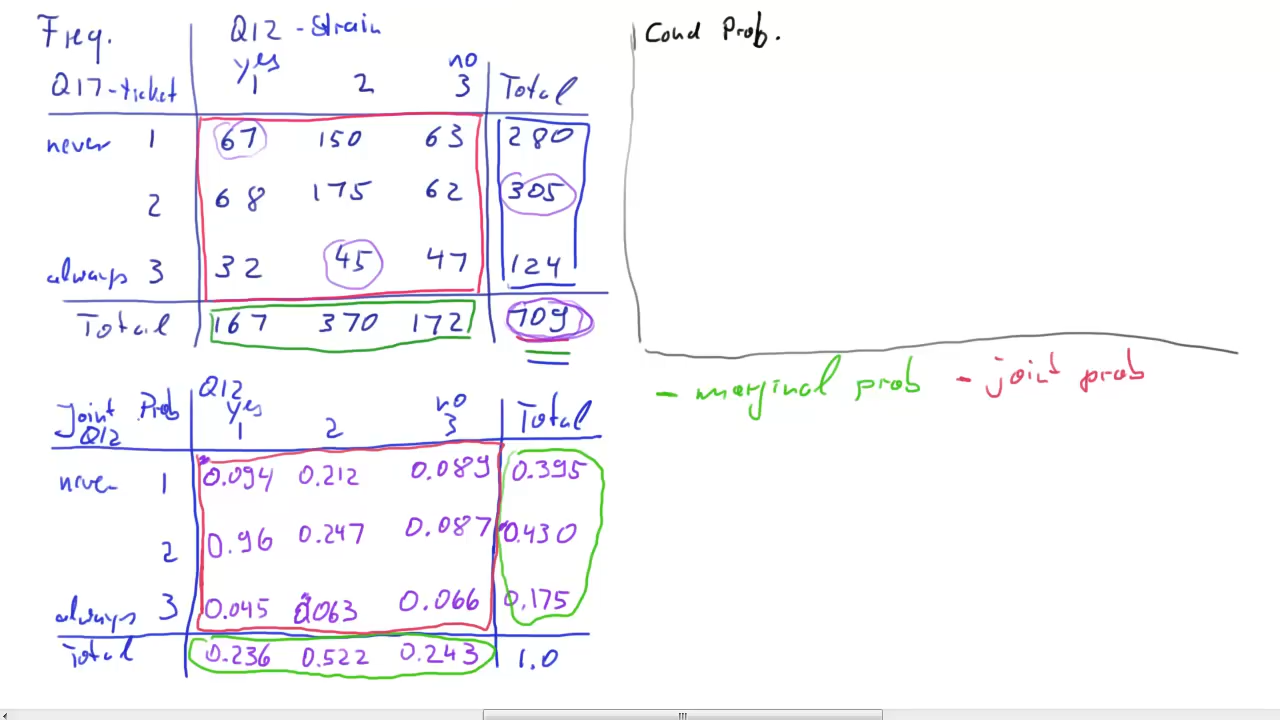 Freq. Q12 - Strain
yes no
Q17 - ticket 1 2 3 Total
never 1 67 150 63 280
2 68 175 62 305
always 3 32 45 47 124
Total 167 370 172 709
Cond Prob.
- marginal prob - joint prob
Q12
Joint Prob yes no Total
Q12 1 2 3
never 1 0.094 0.212 0.089 0.395
2 0.96 0.247 0.087 0.430
always 3 0.045 0.063 0.066 0.175
Total 0.236 0.522 0.243 1.0